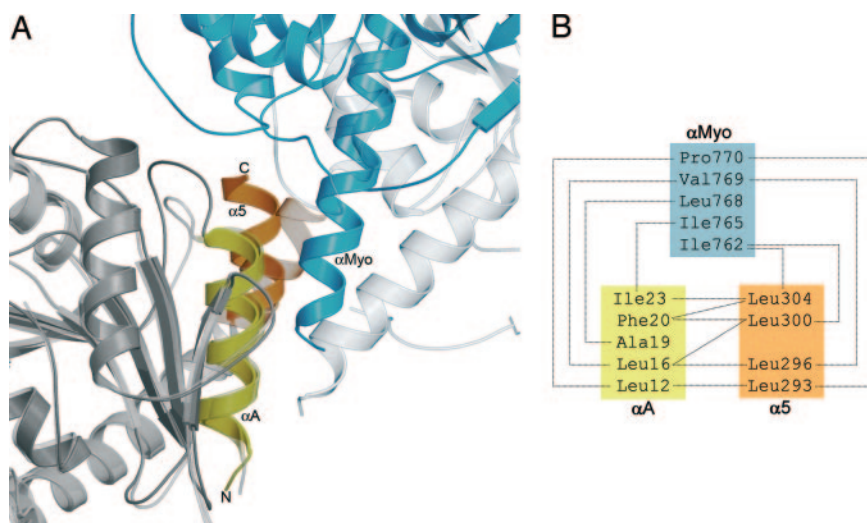 A
C
α5
αMyo
αA
N
B
αMyo
Pro770
Val769
Leu768
Ile765
Ile762
Ile23 Leu304
Phe20 Leu300
Ala19
Leu16 Leu296
Leu12 Leu293
αA α5